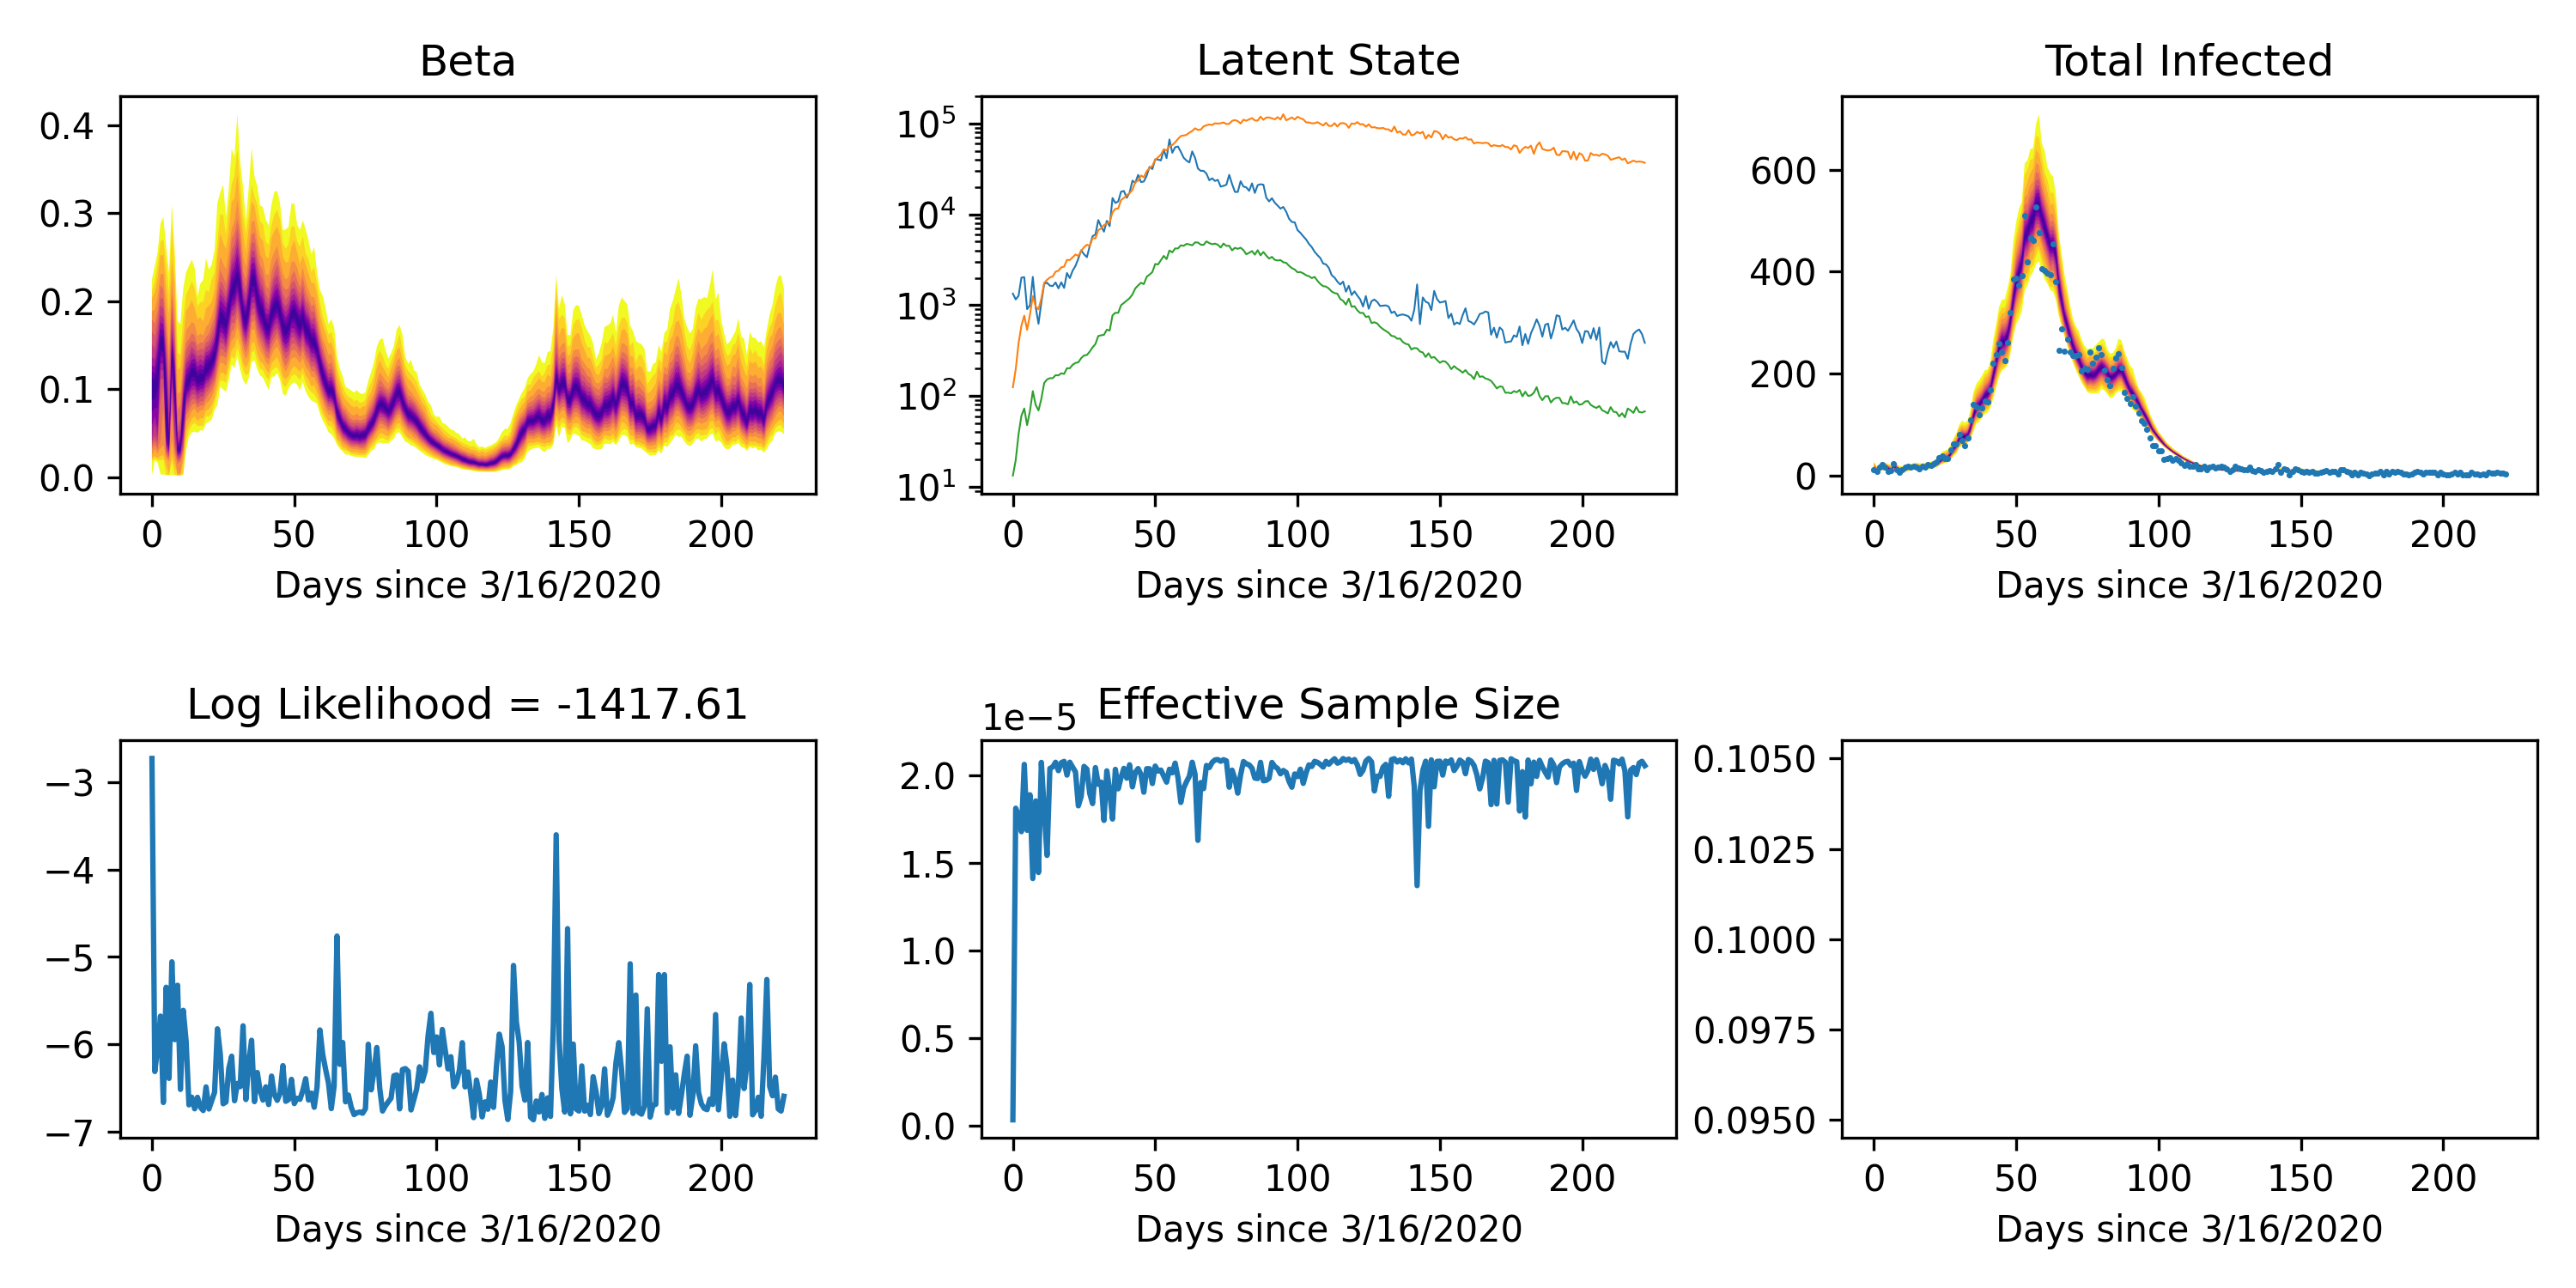 Beta
0.4
0.3
0.2
0.1
0.0
0 50 100 150 200
Days since 3/16/2020
Latent State
10^5
10^4
10^3
10^2
10^1
0 50 100 150 200
Days since 3/16/2020
Total Infected
600
400
200
0
0 50 100 150 200
Days since 3/16/2020
Log Likelihood = -1417.61
−3
−4
−5
−6
−7
0 50 100 150 200
Days since 3/16/2020
Effective Sample Size
1e−5
2.0
1.5
1.0
0.5
0.0
0 50 100 150 200
Days since 3/16/2020
0.1050
0.1025
0.1000
0.0975
0.0950
0 50 100 150 200
Days since 3/16/2020